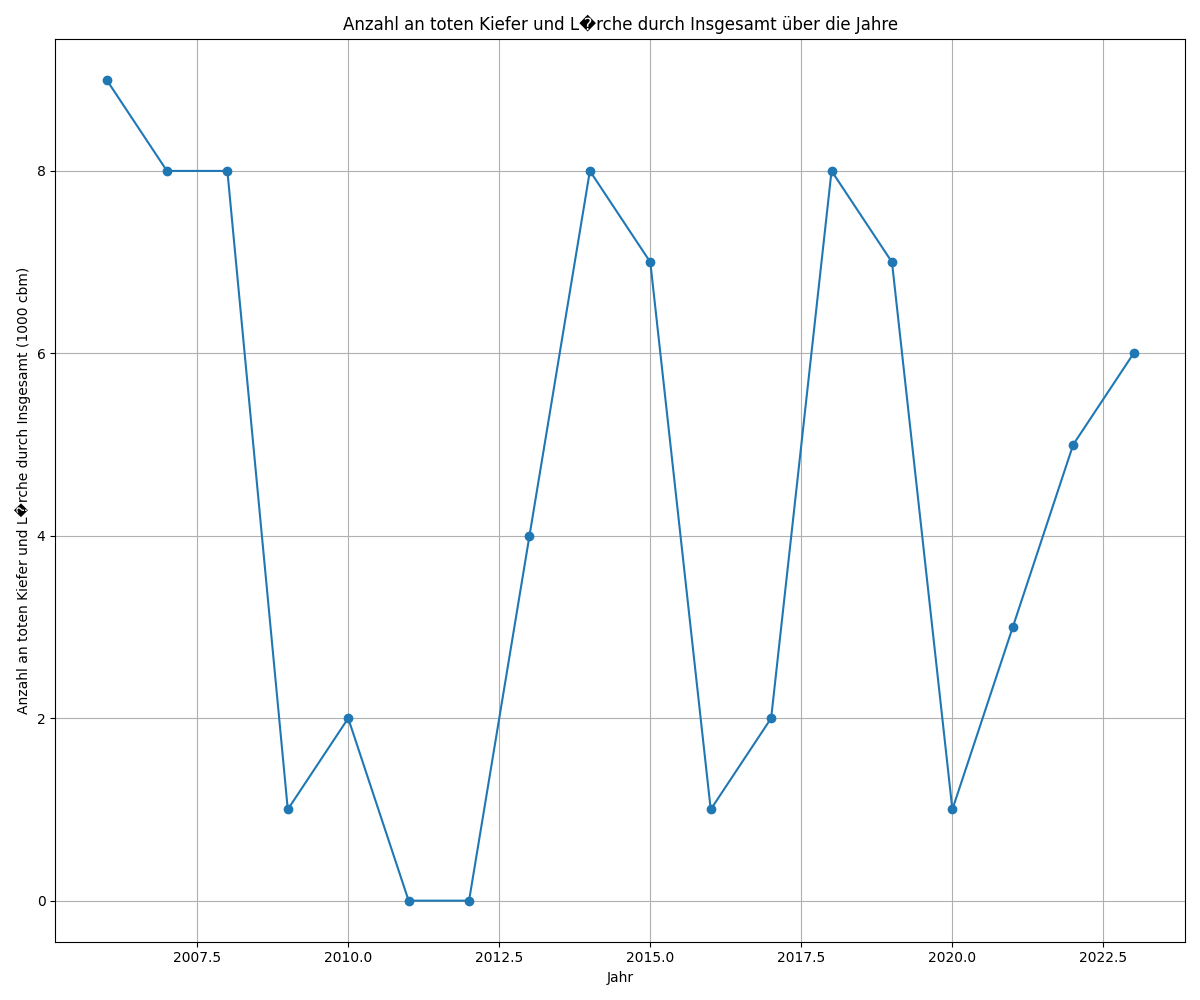 Anzahl an toten Kiefer und L�rche durch Insgesamt über die Jahre
Anzahl an toten Kiefer und L�rche durch Insgesamt (1000 cbm)
8
6
4
2
0
2007.5 2010.0 2012.5 2015.0 2017.5 2020.0 2022.5
Jahr